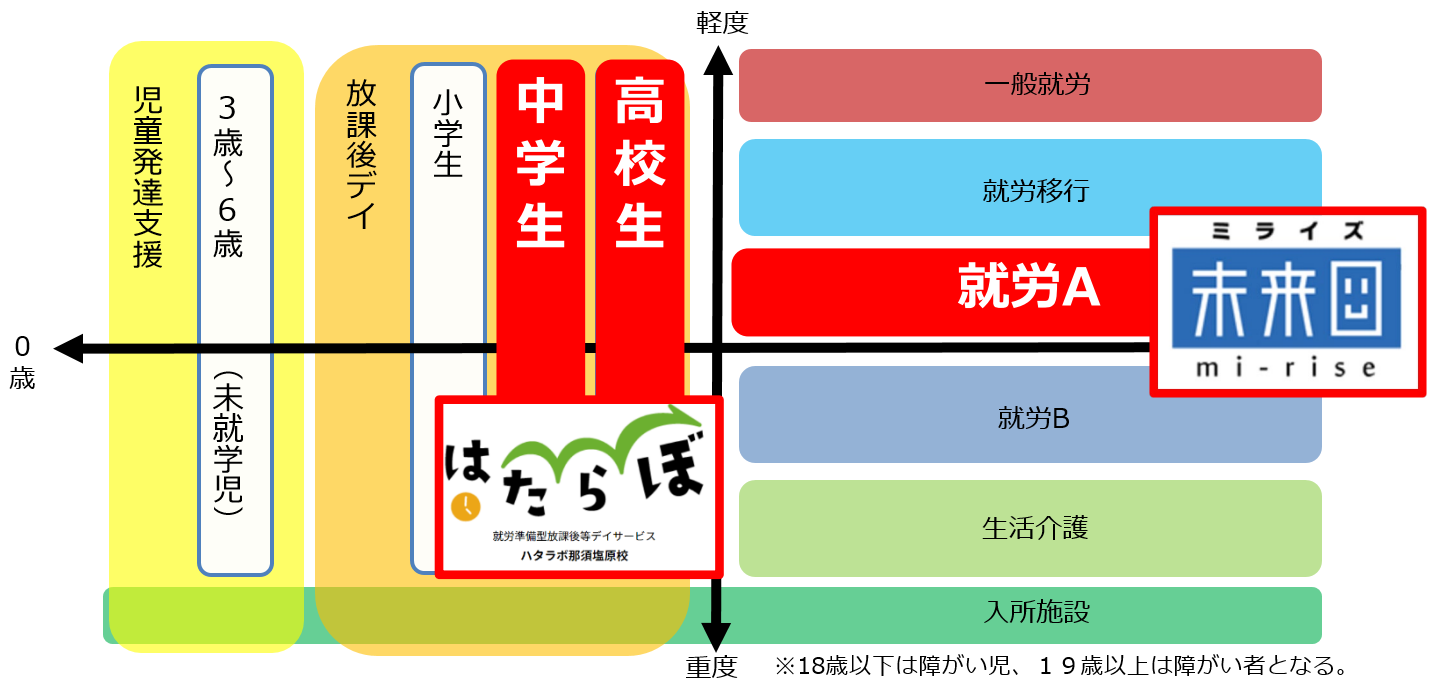 軽度
児童発達支援
3歳～6歳
（未就学児）
放課後デイ
小学生
中学生
高校生
一般就労
就労移行
就労A
ミライズ
未来図
mi-rise
0
歳
就労B
はたらぼ
就労準備型放課後等デイサービス
ハタラボ那須塩原校
生活介護
入所施設
重度
※18歳以下は障がい児、１９歳以上は障がい者となる。